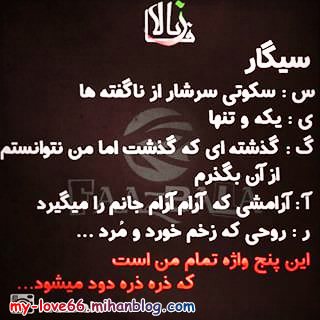 فاز بالا
سیگار
س : سکوتی سرشار از ناگفته ها
ی : یکه و تنها
گ : گذشته ای که گذشت اما من نتوانستم
از آن بگذرم
آ : آرامشی که آرام آرام جانم را میگیرد
ر : روحی که زخم خورد و مُرد ...
این پنج واژه تمام من است
که ذره ذره دود میشود...
my-love66.mihanblog.com